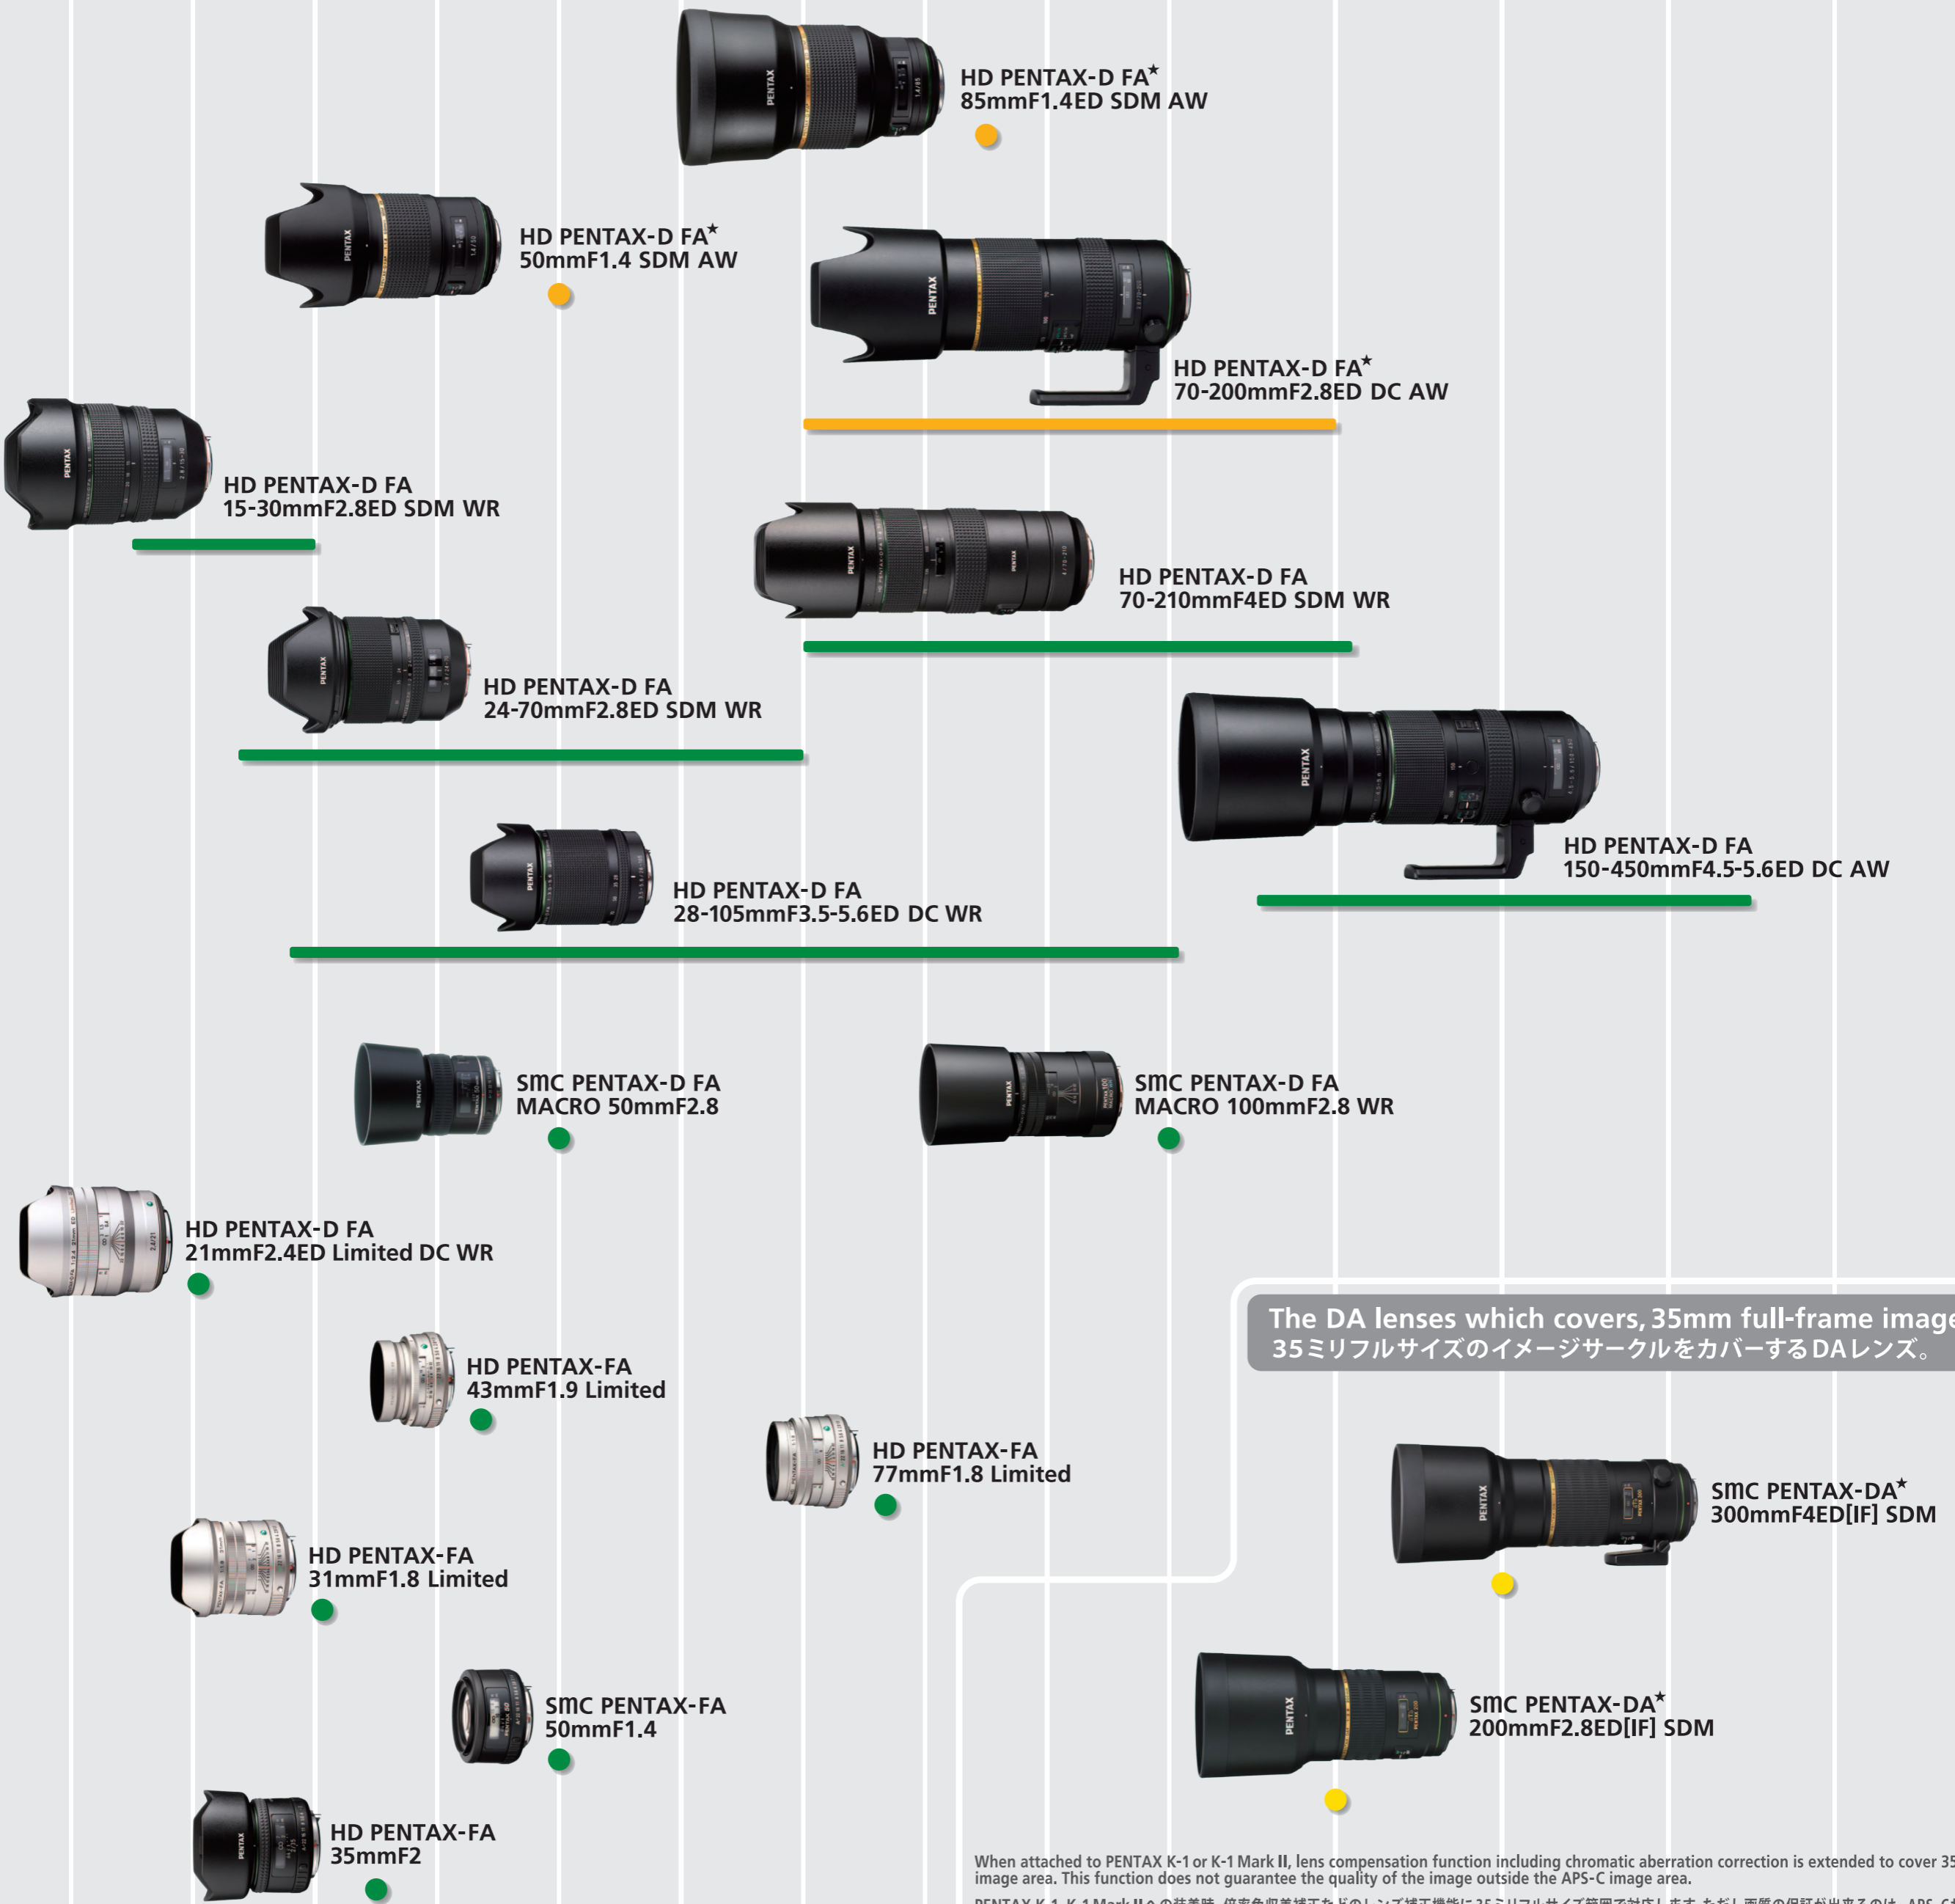 HD PENTAX-D FA★
85mmF1.4ED SDM AW
HD PENTAX-D FA★
50mmF1.4 SDM AW
HD PENTAX-D FA★
70-200mmF2.8ED DC AW
HD PENTAX-D FA
15-30mmF2.8ED SDM WR
HD PENTAX-D FA
70-210mmF4ED SDM WR
HD PENTAX-D FA
24-70mmF2.8ED SDM WR
HD PENTAX-D FA
150-450mmF4.5-5.6ED DC AW
HD PENTAX-D FA
28-105mmF3.5-5.6ED DC WR
smc PENTAX-D FA
MACRO 50mmF2.8
smc PENTAX-D FA
MACRO 100mmF2.8 WR
HD PENTAX-D FA
21mmF2.4ED Limited DC WR
The DA lenses which covers, 35mm full-frame image
35ミリフルサイズのイメージサークルをカバーするDAレンズ。
HD PENTAX-FA
43mmF1.9 Limited
HD PENTAX-FA
77mmF1.8 Limited
smc PENTAX-DA★
300mmF4ED[IF] SDM
HD PENTAX-FA
31mmF1.8 Limited
smc PENTAX-FA
50mmF1.4
smc PENTAX-DA★
200mmF2.8ED[IF] SDM
HD PENTAX-FA
35mmF2
When attached to PENTAX K-1 or K-1 Mark II, lens compensation function including chromatic aberration correction is extended to cover 35
image area. This function does not guarantee the quality of the image outside the APS-C image area.